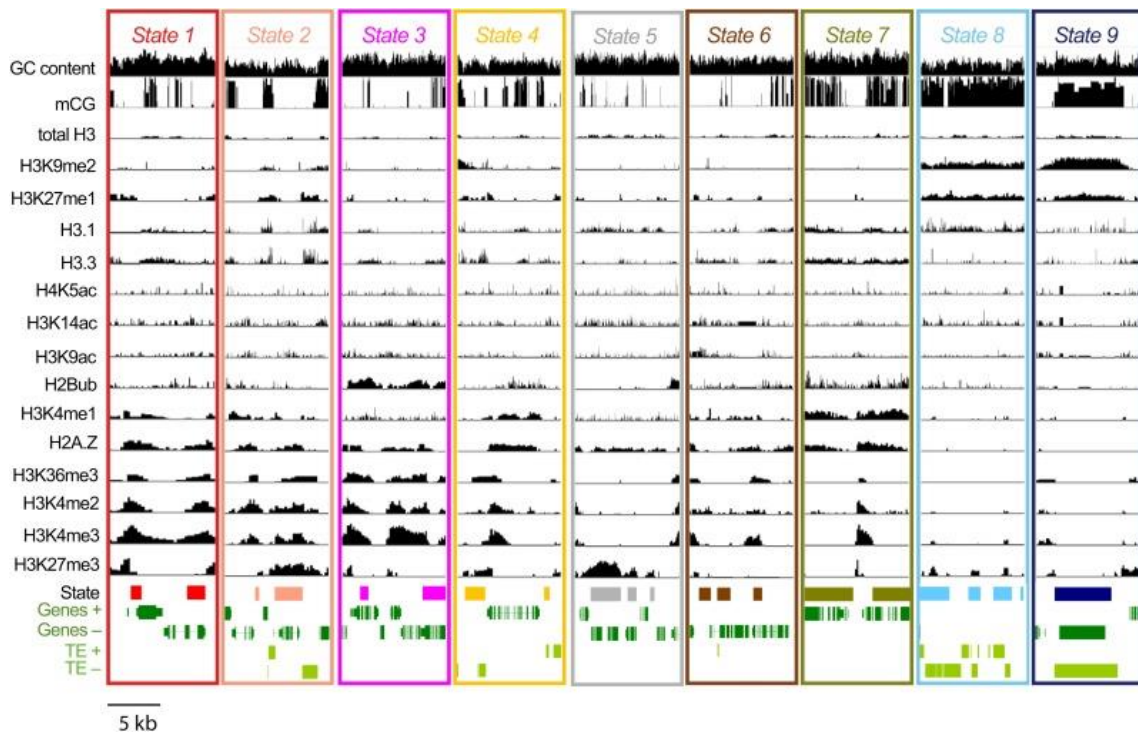 State 1 State 2 State 3 State 4 State 5 State 6 State 7 State 8 State 9
GC content
mCG
total H3
H3K9me2
H3K27me1
H3.1
H3.3
H4K5ac
H3K14ac
H3K9ac
H2Bub
H3K4me1
H2A.Z
H3K36me3
H3K4me2
H3K4me3
H3K27me3
State
Genes +
Genes –
TE +
TE –
5 kb